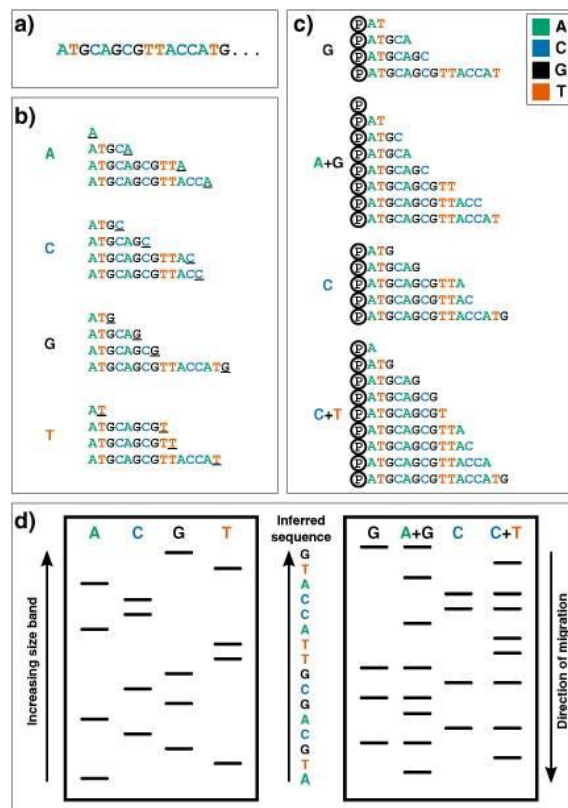 a)
ATGCAGCGTTACCATG...
b)
A
A
ATGCA
ATGCAGCGTTA
ATGCAGCGTTACCA
C
ATGC
ATGCAGC
ATGCAGCGTTAC
ATGCAGCGTTACC
G
ATG
ATGCAG
ATGCAGCG
ATGCAGCGTTACCATG
T
AT
ATGCAGCGT
ATGCAGCGTT
ATGCAGCGTTACCAT
c)
G
P AT
P ATGCA
P ATGCAGC
P ATGCAGCGTTACCAT
A+G
P
P AT
P ATGC
P ATGCA
P ATGCAGC
P ATGCAGCGTT
P ATGCAGCGTTACC
P ATGCAGCGTTACCAT
C
P ATG
P ATGCAG
P ATGCAGCGTTA
P ATGCAGCGTTAC
P ATGCAGCGTTACCATG
C+T
P A
P ATG
P ATGCAG
P ATGCAGCG
P ATGCAGCGT
P ATGCAGCGTTA
P ATGCAGCGTTAC
P ATGCAGCGTTACCA
P ATGCAGCGTTACCATG
A
C
G
T
d)
Increasing size band
A C G T
Inferred
sequence
G
T
A
C
C
A
T
T
G
C
G
A
C
G
T
A
G A+G C C+T
Direction of migration